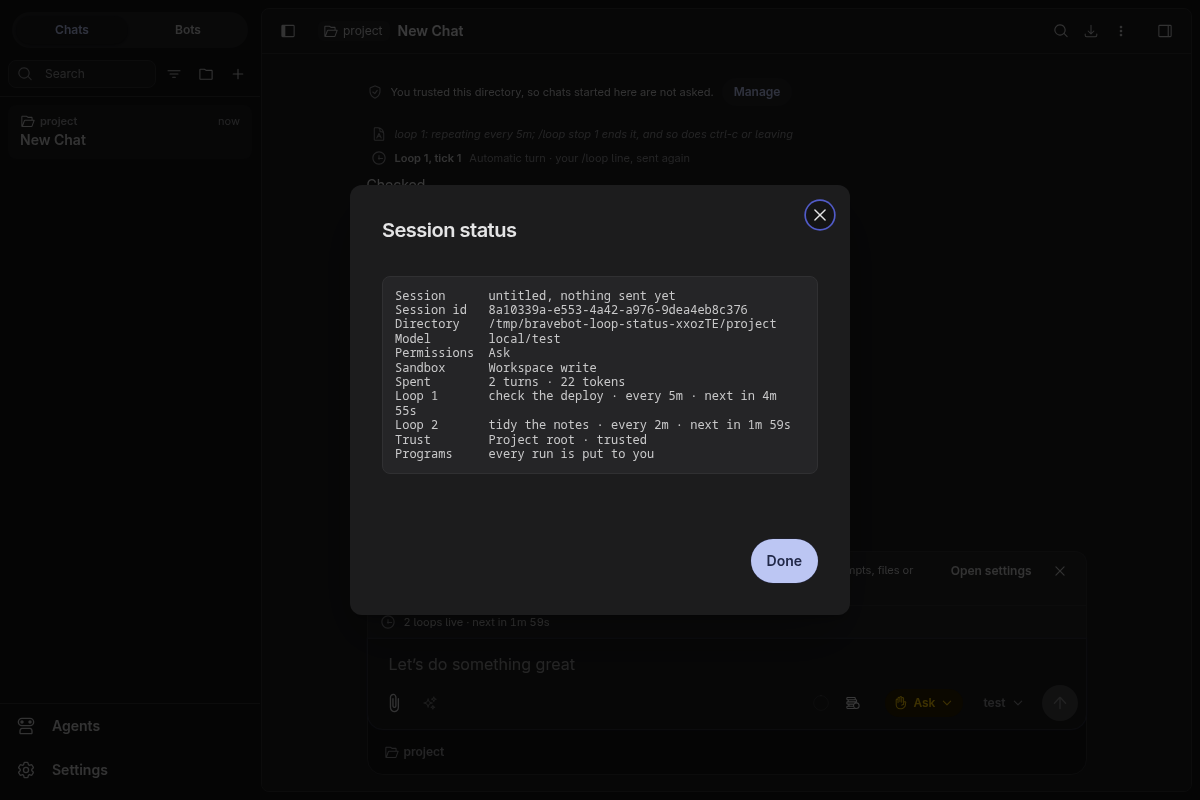 Chats
Bots
Search
project
now
New Chat
Agents
Settings
project New Chat
You trusted this directory, so chats started here are not asked. Manage
loop 1: repeating every 5m; /loop stop 1 ends it, and so does ctrl-c or leaving
Loop 1, tick 1 Automatic turn · your /loop line, sent again
Checked
Session status
Session untitled, nothing sent yet
Session id 8a10339a-e553-4a42-a976-9dea4eb8c376
Directory /tmp/bravebot-loop-status-xxozTE/project
Model local/test
Permissions Ask
Sandbox Workspace write
Spent 2 turns · 22 tokens
Loop 1 check the deploy · every 5m · next in 4m
55s
Loop 2 tidy the notes · every 2m · next in 1m 59s
Trust Project root · trusted
Programs every run is put to you
Done
files or Open settings
2 loops live · next in 1m 59s
Let's do something great
Ask test
project